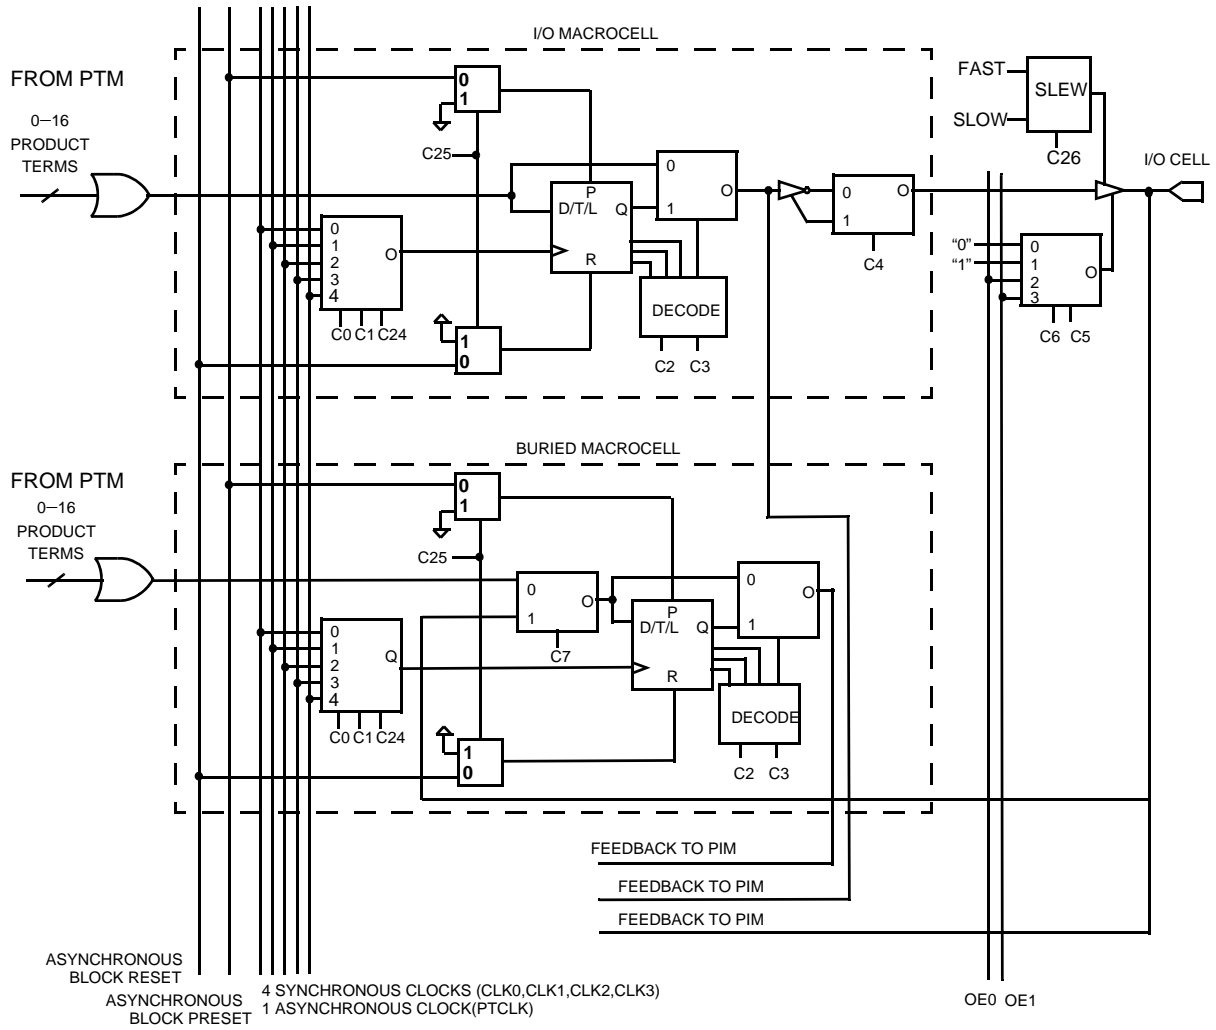 I/O MACROCELL
FROM PTM
0–16
PRODUCT
TERMS
0
1
C25
FAST
SLOW
SLEW
C26
I/O CELL
0
1
O
P
D/T/L
Q
R
0
1
2
3
4
O
C0 C1 C24
0
1
O
C4
"0"
"1"
0
1
2
3
O
C6 C5
DECODE
C2 C3
1
0
BURIED MACROCELL
FROM PTM
0–16
PRODUCT
TERMS
0
1
C25
0
1
O
C7
0
1
O
P
D/T/L
Q
R
0
1
2
3
4
Q
C0 C1 C24
DECODE
C2 C3
1
0
FEEDBACK TO PIM
FEEDBACK TO PIM
FEEDBACK TO PIM
ASYNCHRONOUS
BLOCK RESET
ASYNCHRONOUS
BLOCK PRESET
4 SYNCHRONOUS CLOCKS (CLK0,CLK1,CLK2,CLK3)
1 ASYNCHRONOUS CLOCK(PTCLK)
OE0 OE1